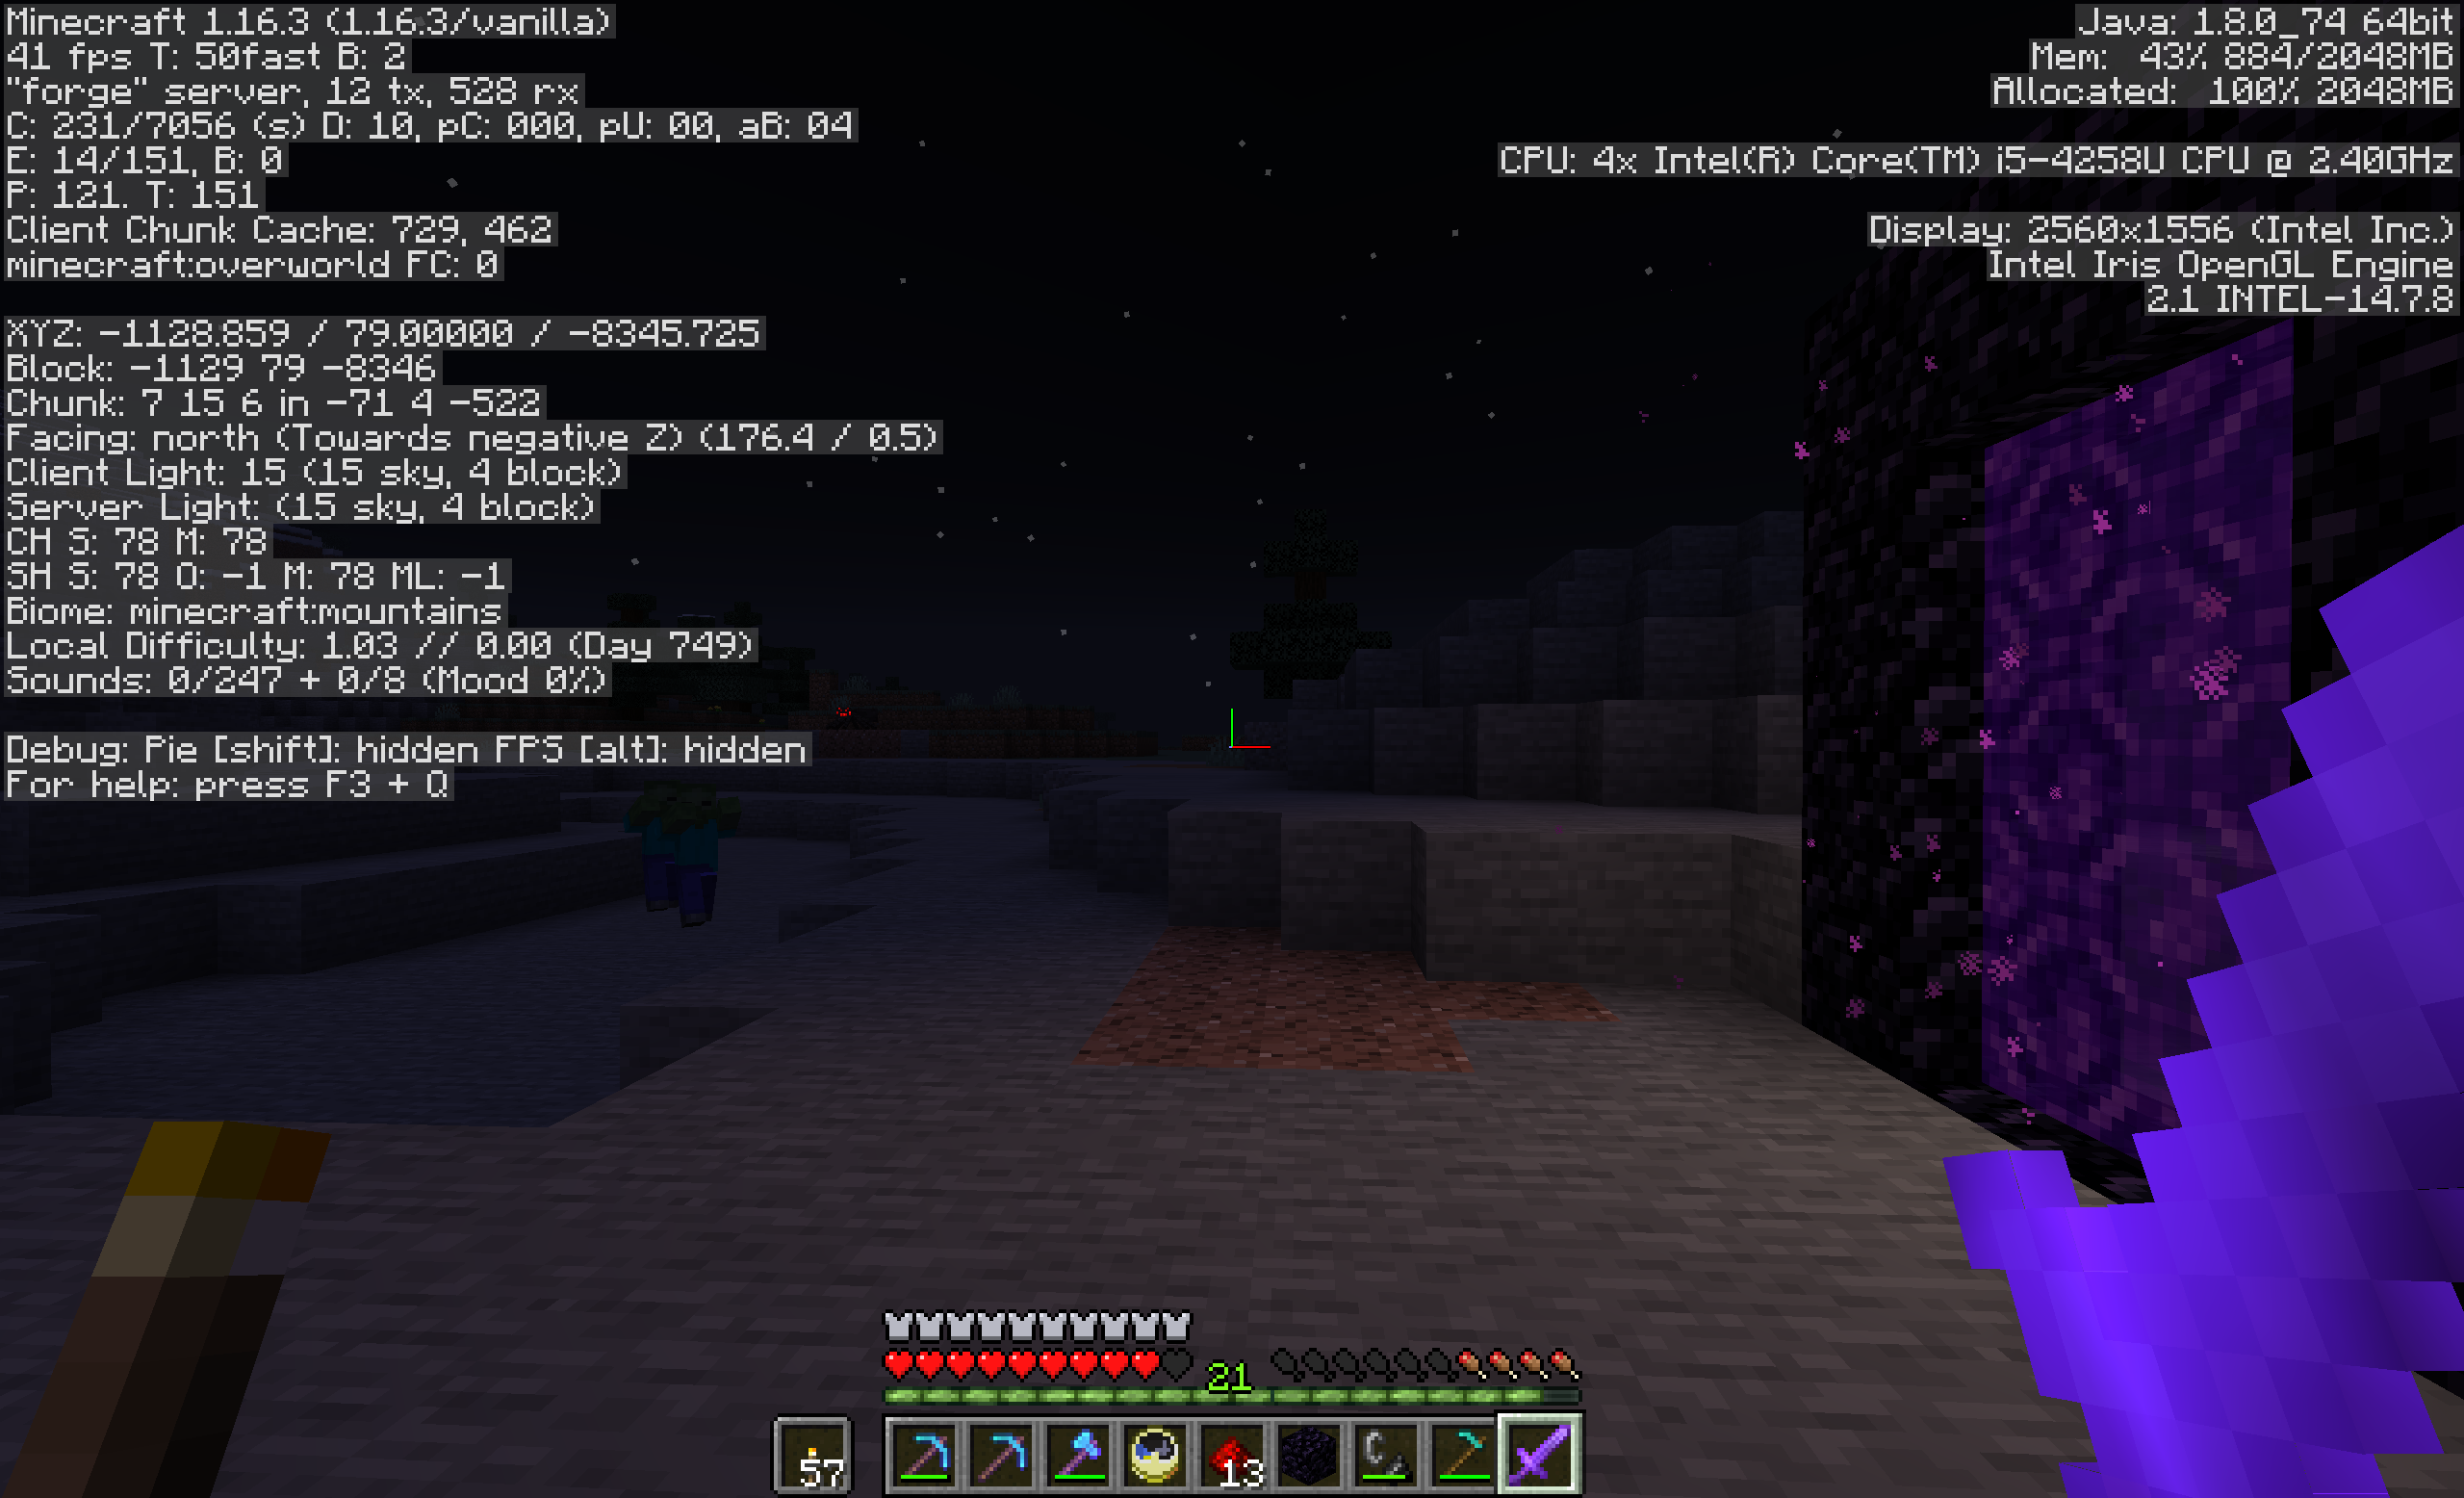 Minecraft 1.16.3 (1.16.3/vanilla)
41 fps T: 50fast B: 2
"forge" server, 12 tx, 528 rx
C: 231/7056 (s) D: 10, pC: 000, pU: 00, aB: 04
E: 14/151, B: 0
P: 121. T: 151
Client Chunk Cache: 729, 462
minecraft:overworld FC: 0
XYZ: -1128.859 / 79.00000 / -8345.725
Block: -1129 79 -8346
Chunk: 7 15 6 in -71 4 -522
Facing: north (Towards negative Z) (176.4 / 0.5)
Client Light: 15 (15 sky, 4 block)
Server Light: (15 sky, 4 block)
CH S: 78 M: 78
SH S: 78 O: -1 M: 78 ML: -1
Biome: minecraft:mountains
Local Difficulty: 1.03 // 0.00 (Day 749)
Sounds: 0/247 + 0/8 (Mood 0%)
Debug: Pie [shift]: hidden FPS [alt]: hidden
For help: press F3 + Q
Java: 1.8.0_74 64bit
Mem: 43% 884/2048MB
Allocated: 100% 2048MB
CPU: 4x Intel(R) Core(TM) i5-4258U CPU @ 2.40GHz
Display: 2560x1556 (Intel Inc.)
Intel Iris OpenGL Engine
2.1 INTEL-14.7.8
21
57
13